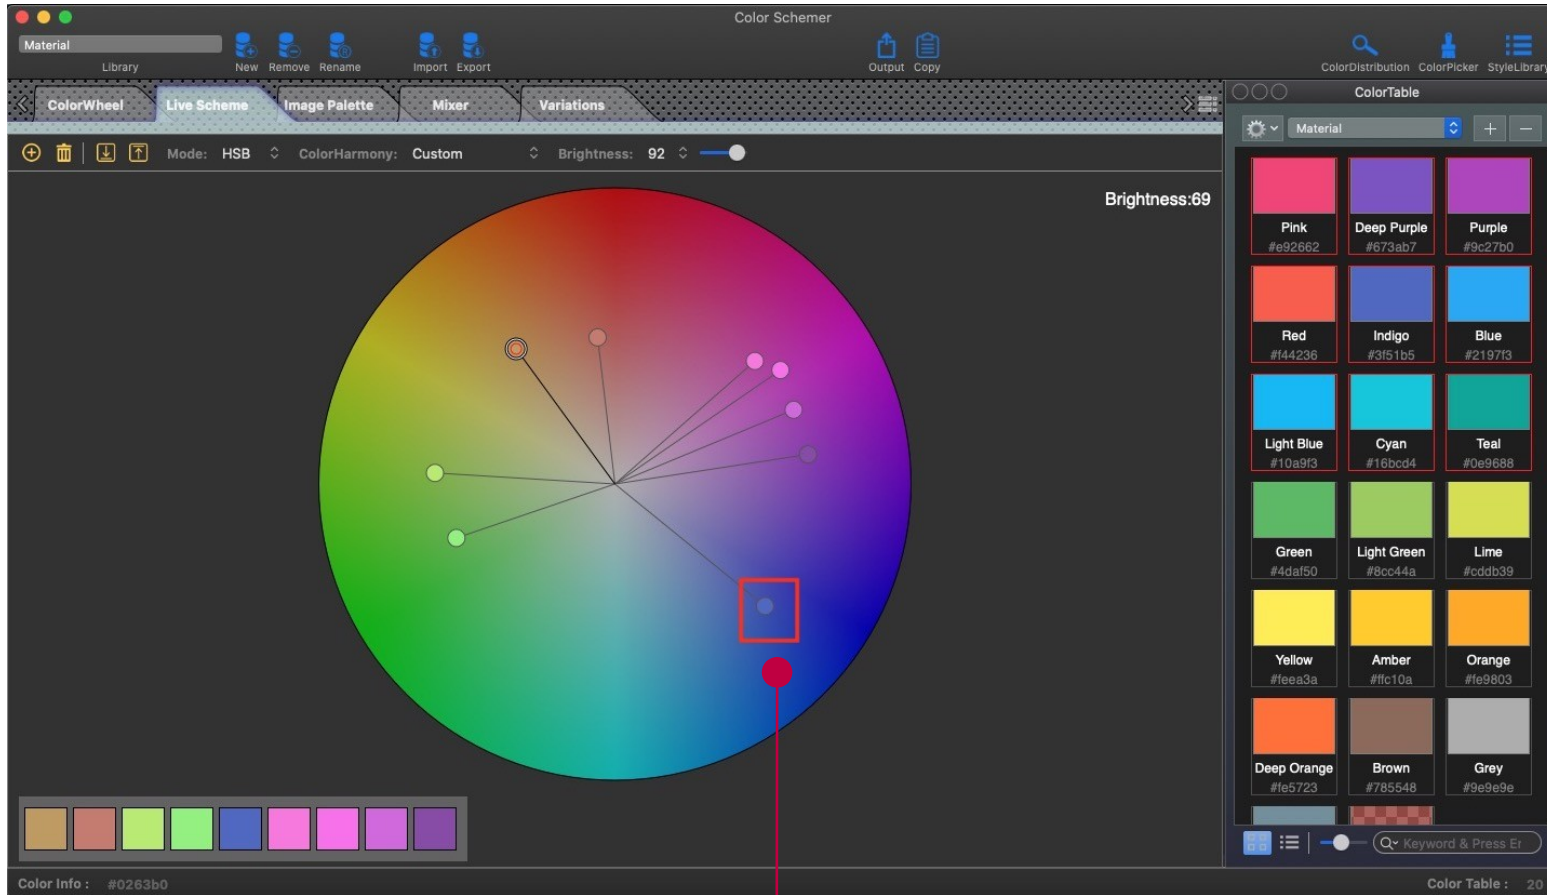 Color Schemer
Material
Library
New Remove Rename Import Export
Output Copy
ColorDistribution ColorPicker StyleLibrary
ColorWheel Live Scheme Image Palette Mixer Variations
Mode: HSB ColorHarmony: Custom Brightness: 92
Brightness:69
ColorTable
Material
Pink Deep Purple Purple
#e92662 #673ab7 #9c27b0
Red Indigo Blue
#f44236 #3f51b5 #2197f3
Light Blue Cyan Teal
#10a9f3 #16bcd4 #0e9688
Green Light Green Lime
#4daf50 #8cc44a #cddb39
Yellow Amber Orange
#feea3a #ffc10a #fe9803
Deep Orange Brown Grey
#fe5723 #785548 #9e9e9e
Keyword & Press Er
Color Info : #0263b0
Color Table : 20